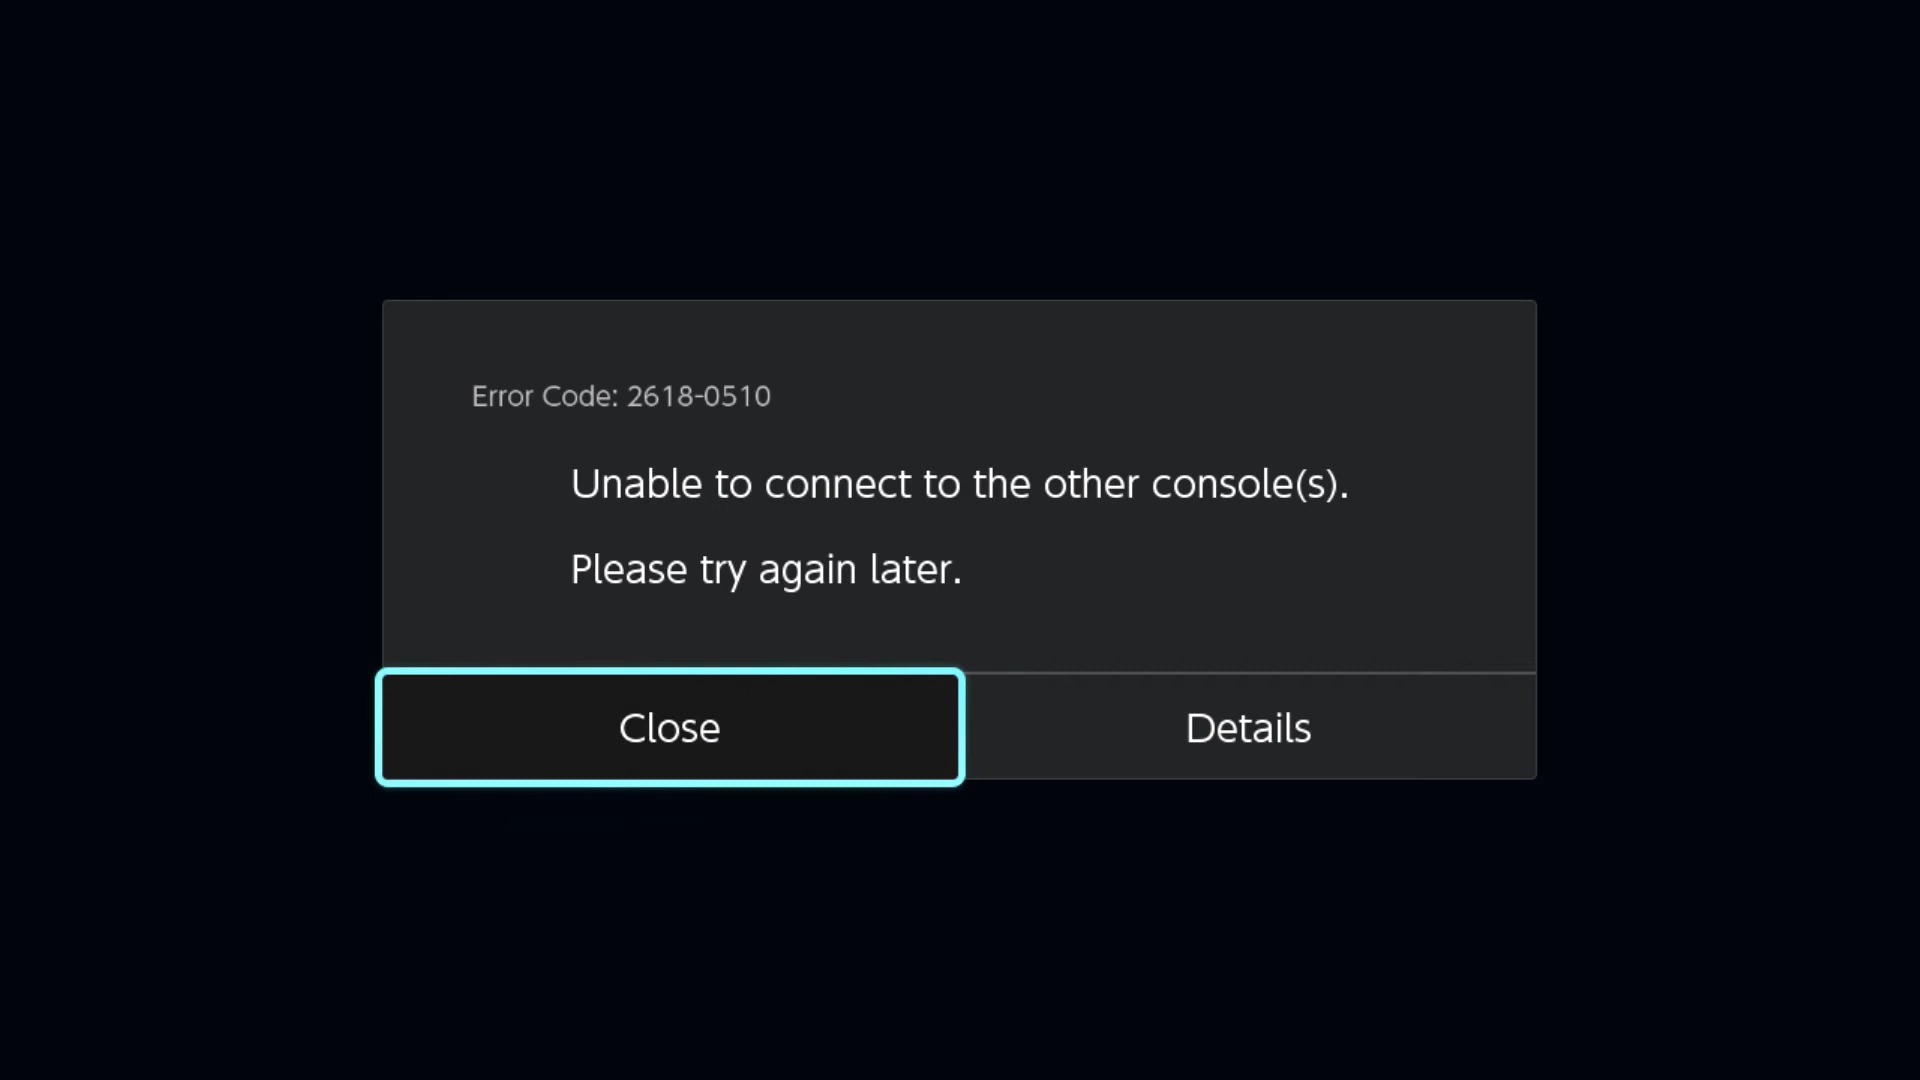 Error Code: 2618-0510
Unable to connect to the other console(s).
Please try again later.
Close
Details